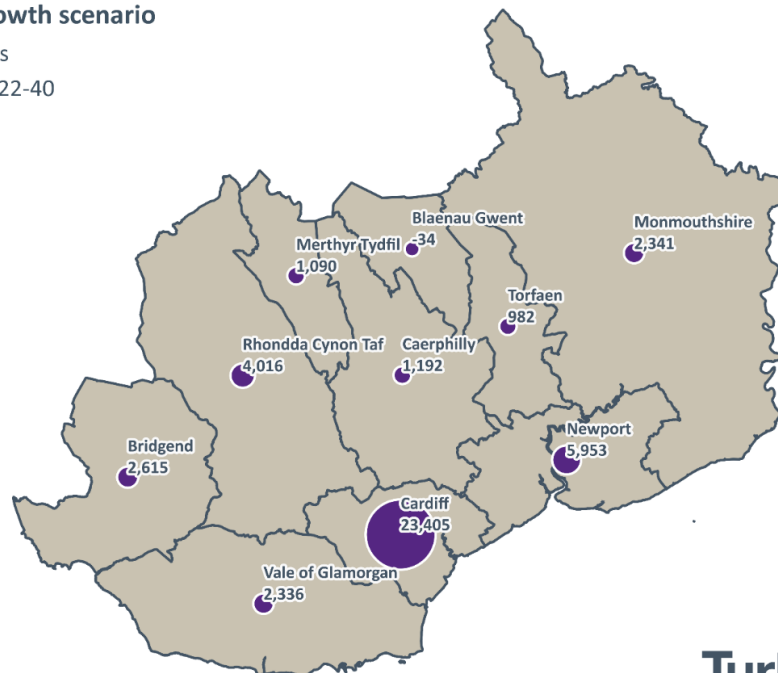 owth scenario
s
22-40
Blaenau Gwent
-34
Monmouthshire
2,341
Merthyr Tydfil
1,090
Torfaen
982
Rhondda Cynon Taf
4,016
Caerphilly
1,192
Bridgend
2,615
Newport
5,953
Cardiff
23,405
Vale of Glamorgan
2,336